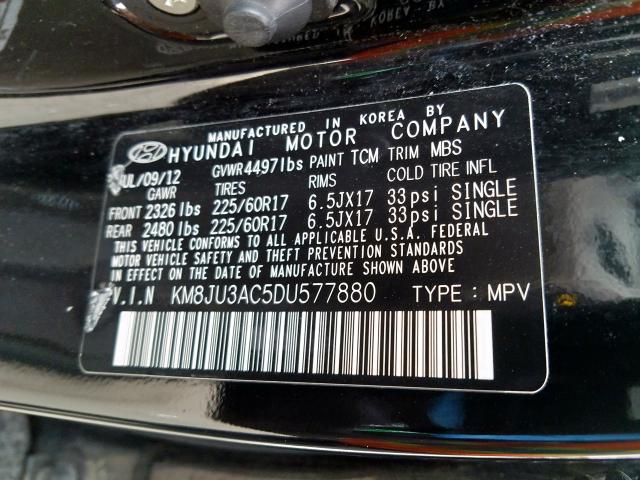 MANUFACTURED IN KOREA BY
HYUNDAI MOTOR COMPANY
JUL/09/12 GVWR4497lbs PAINT TCM TRIM MBS
GAWR TIRES RIMS COLD TIRE INFL
FRONT 2326 lbs 225/60R17 6.5JX17 33psi SINGLE
REAR 2480 lbs 225/60R17 6.5JX17 33psi SINGLE
THIS VEHICLE CONFORMS TO ALL APPLICABLE U.S.A. FEDERAL
MOTOR VEHICLE SAFETY AND THEFT PREVENTION STANDARDS
IN EFFECT ON THE DATE OF MANUFACTURE SHOWN ABOVE
V.I.N KM8JU3AC5DU577880 TYPE : MPV